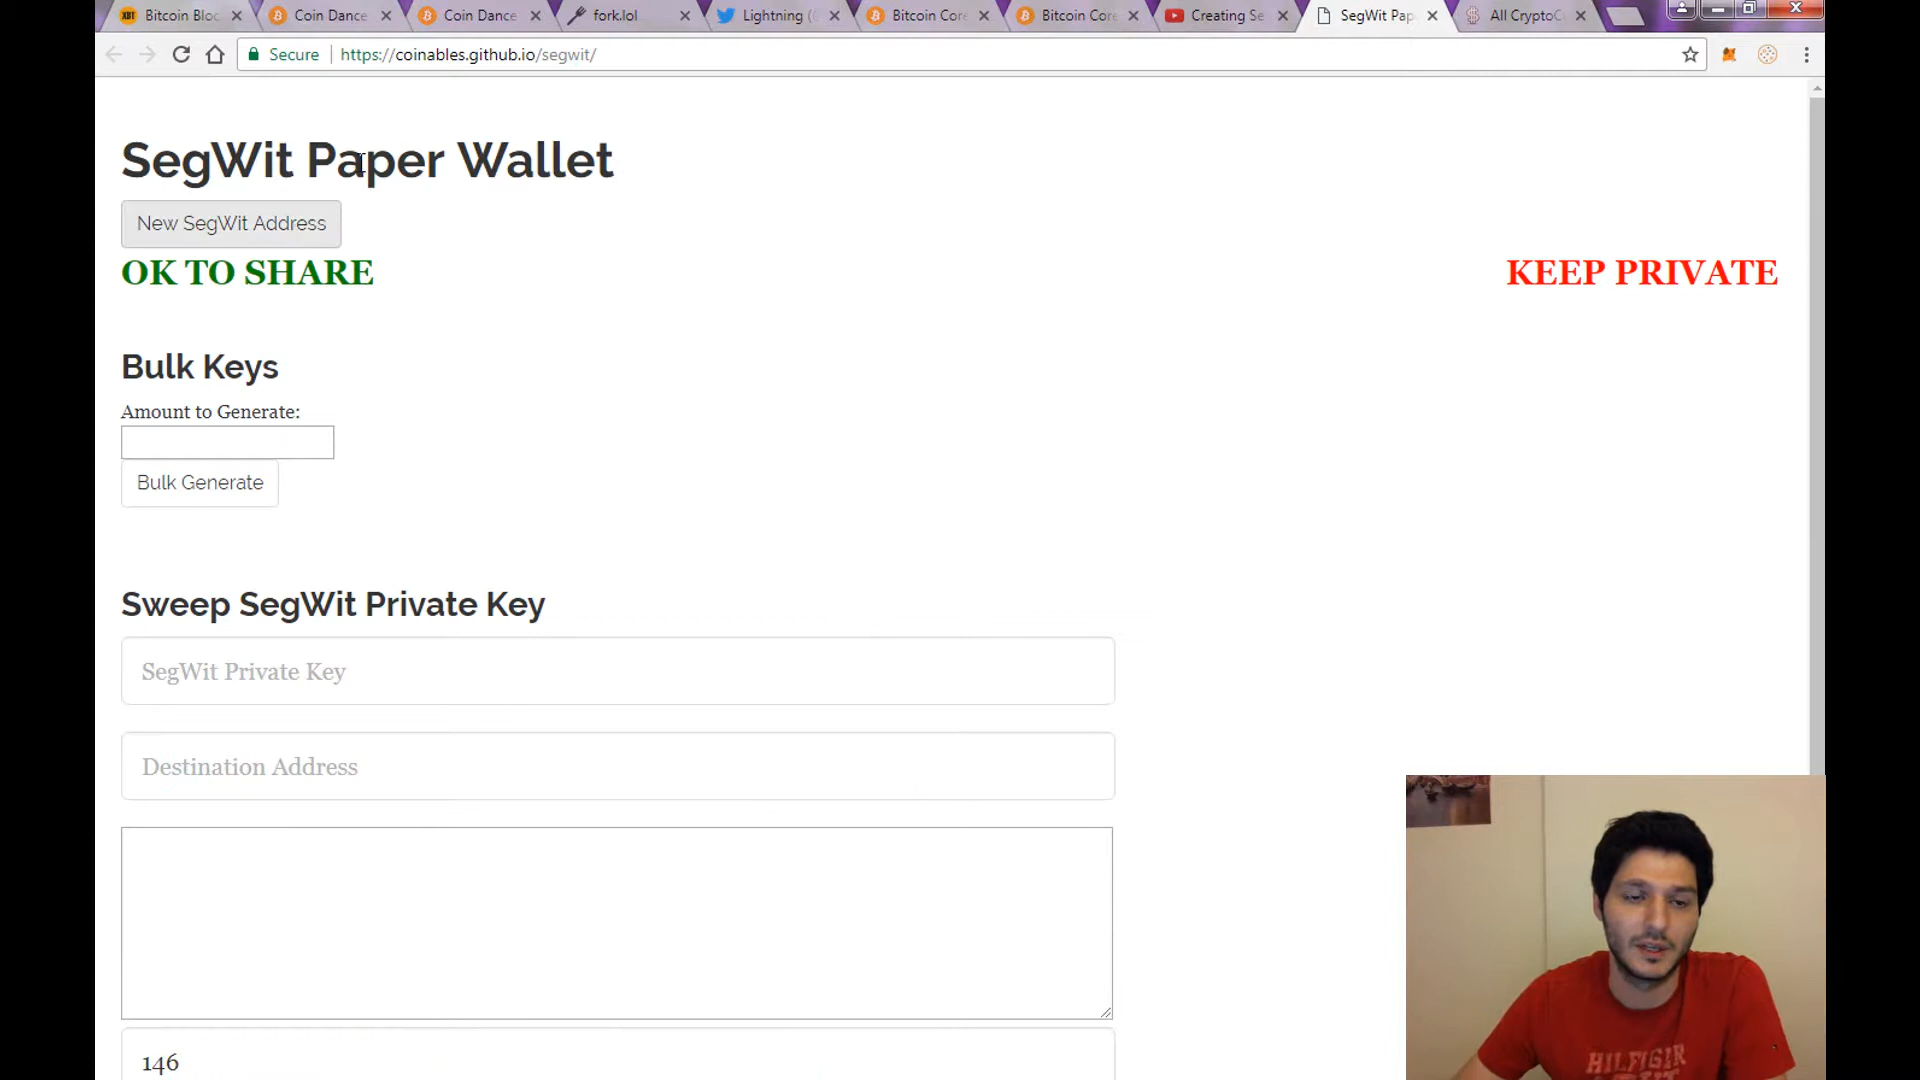 Bitcoin Bloc
Coin Dance
Coin Dance
fork.lol
Lightning (
Bitcoin Core
Bitcoin Core
Creating Se
SegWit Pap
All CryptoCu
Secure
https://coinables.github.io/segwit/
SegWit Paper Wallet
New SegWit Address
OK TO SHARE
KEEP PRIVATE
Bulk Keys
Amount to Generate:
Bulk Generate
Sweep SegWit Private Key
SegWit Private Key
Destination Address
146
HILFIGER